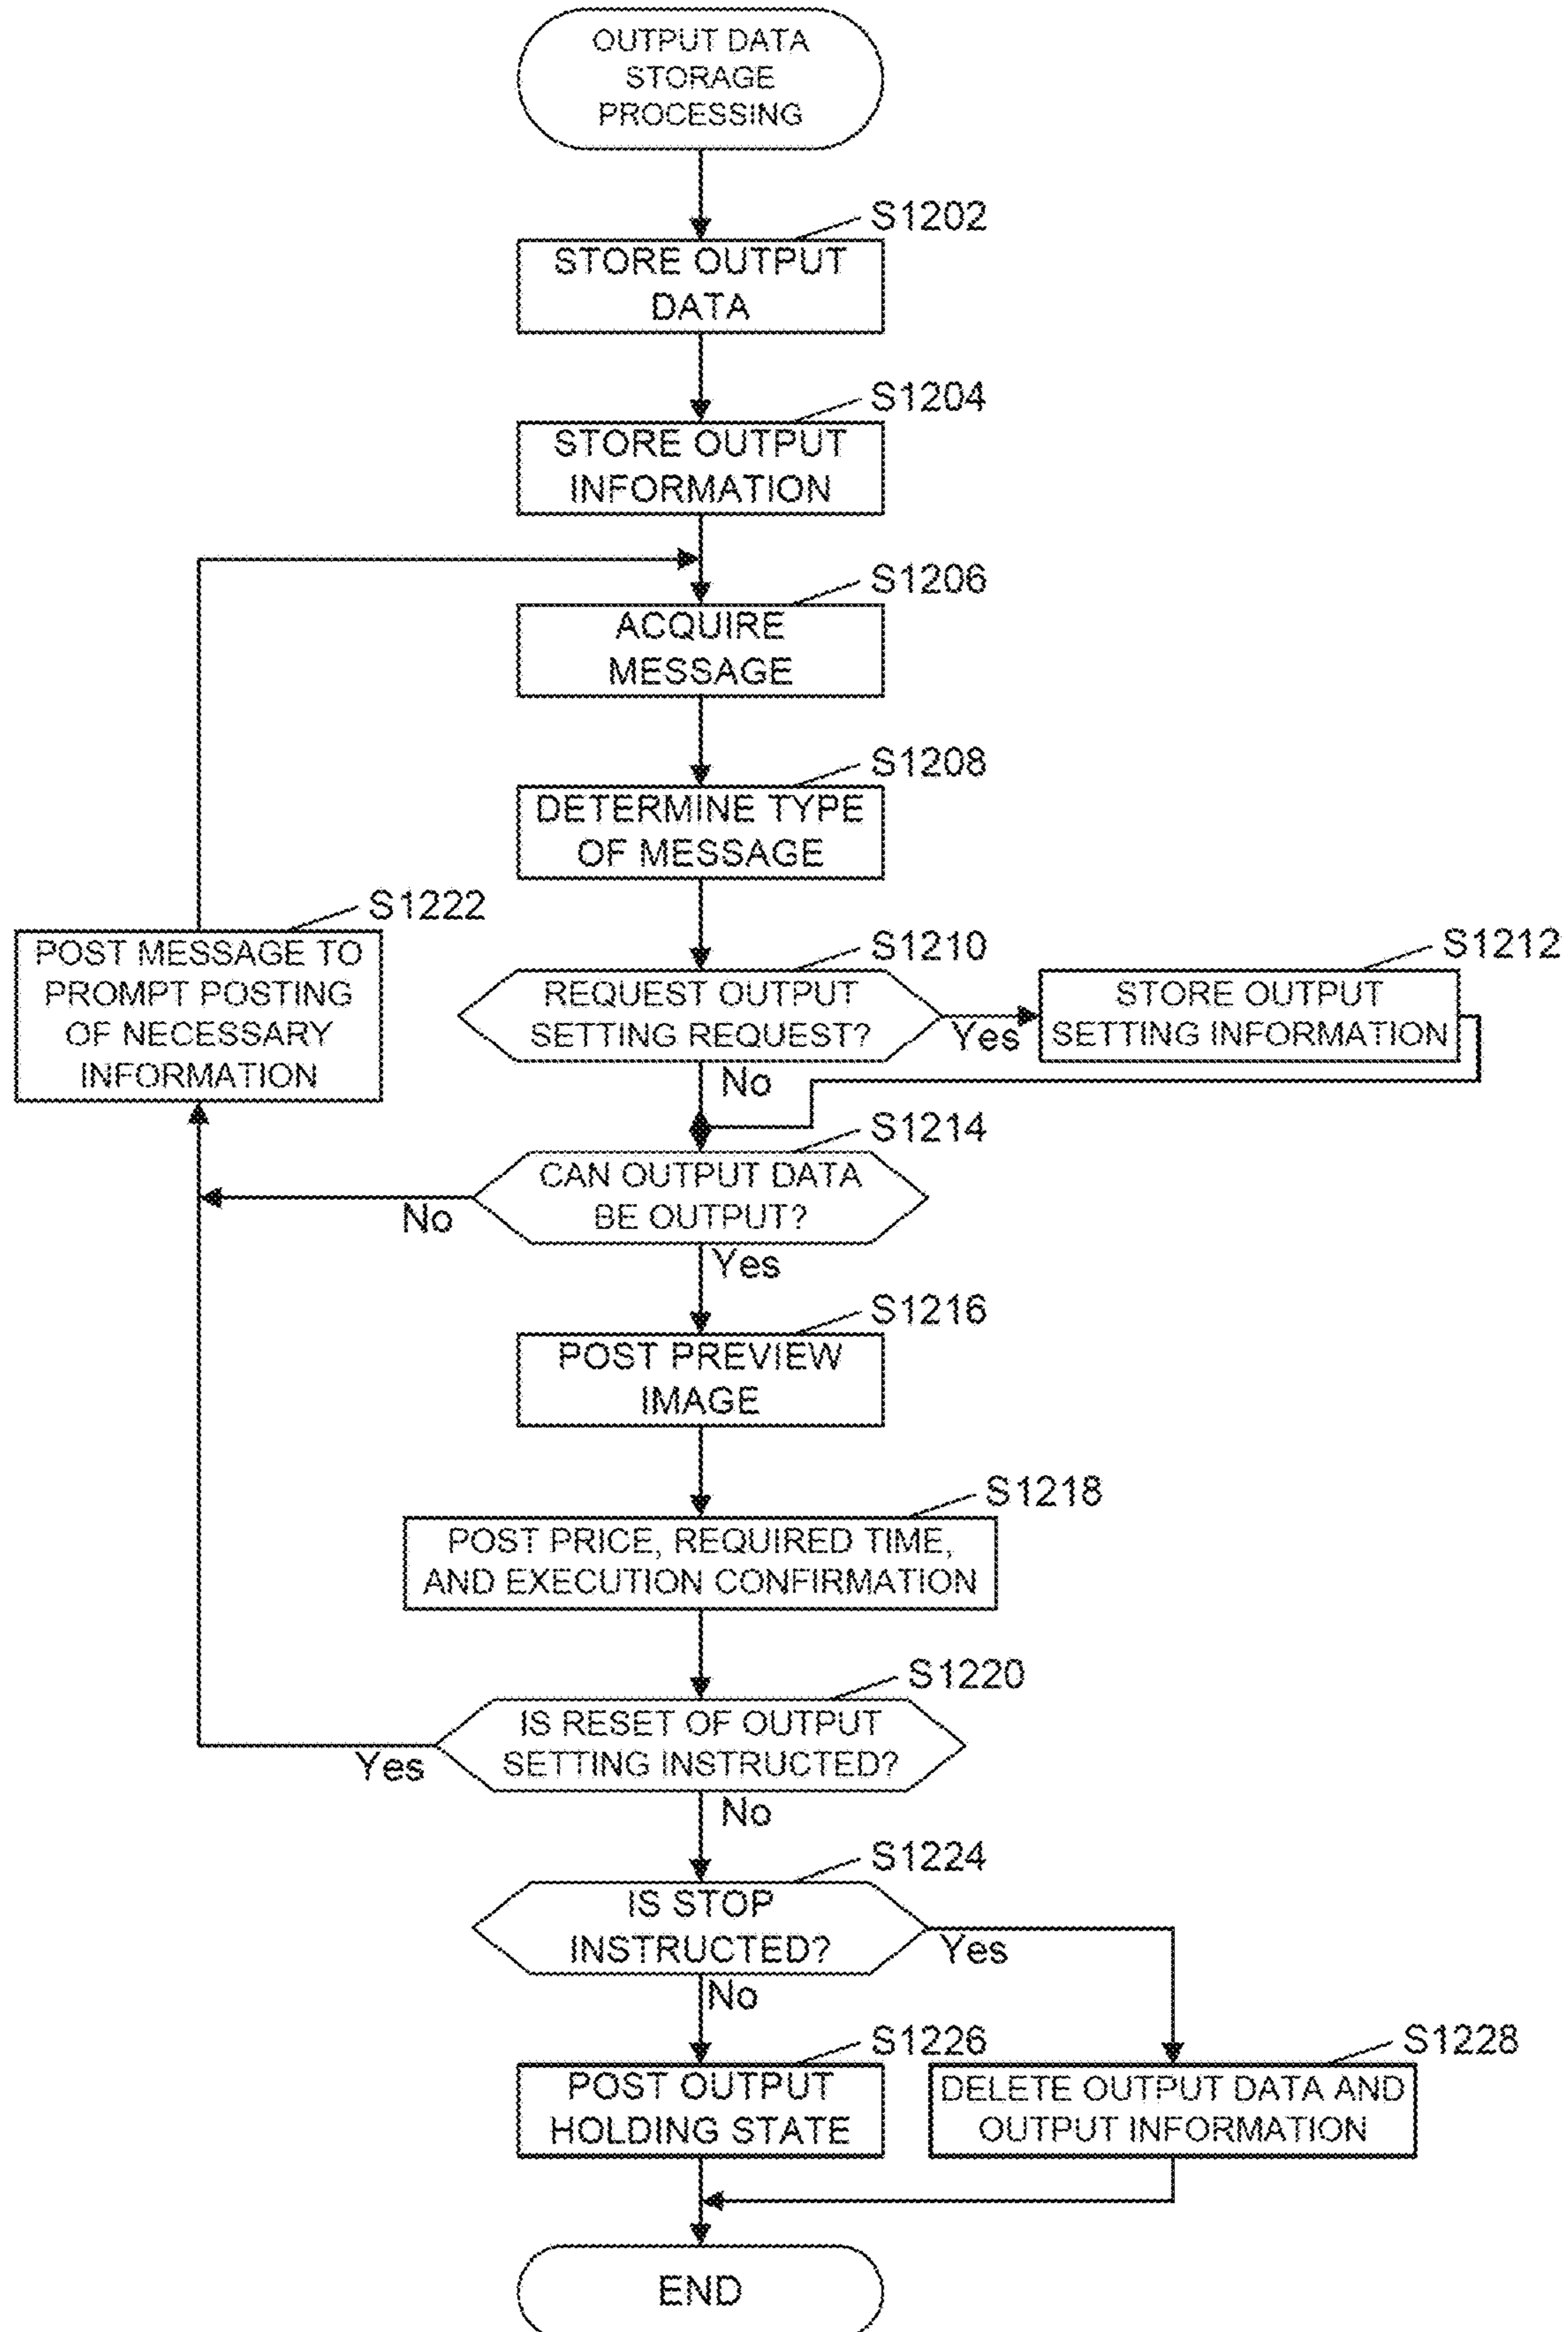 OUTPUT DATA
STORAGE
PROCESSING
S1202
STORE OUTPUT
DATA
S1204
STORE OUTPUT
INFORMATION
S1206
ACQUIRE
MESSAGE
S1208
DETERMINE TYPE
OF MESSAGE
S1222
POST MESSAGE TO
PROMPT POSTING
OF NECESSARY
INFORMATION
S1210
REQUEST OUTPUT
SETTING REQUEST?
Yes
No
S1212
STORE OUTPUT
SETTING INFORMATION
S1214
CAN OUTPUT DATA
BE OUTPUT?
No
Yes
S1216
POST PREVIEW
IMAGE
S1218
POST PRICE, REQUIRED TIME,
AND EXECUTION CONFIRMATION
S1220
IS RESET OF OUTPUT
SETTING INSTRUCTED?
Yes
No
S1224
IS STOP
INSTRUCTED?
Yes
No
S1226
POST OUTPUT
HOLDING STATE
S1228
DELETE OUTPUT DATA AND
OUTPUT INFORMATION
END